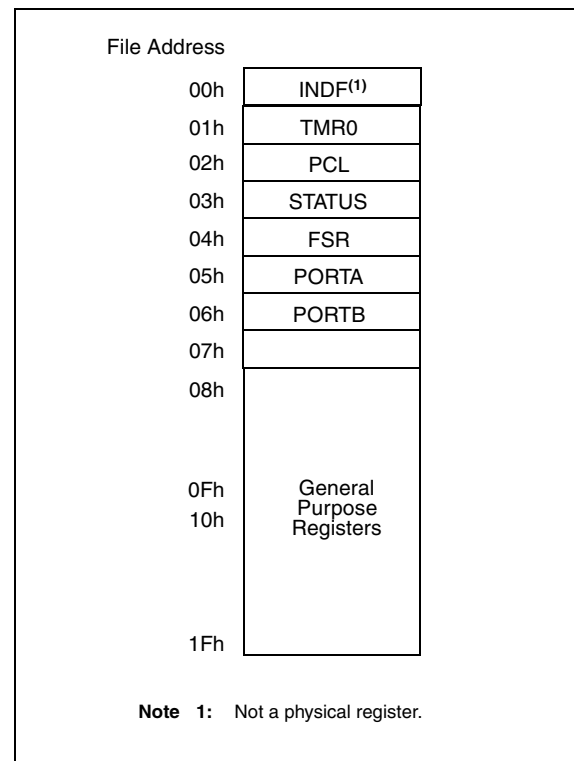 File Address
00h INDF(1)
01h TMR0
02h PCL
03h STATUS
04h FSR
05h PORTA
06h PORTB
07h
08h
0Fh General
Purpose
10h Registers
1Fh
Note 1: Not a physical register.